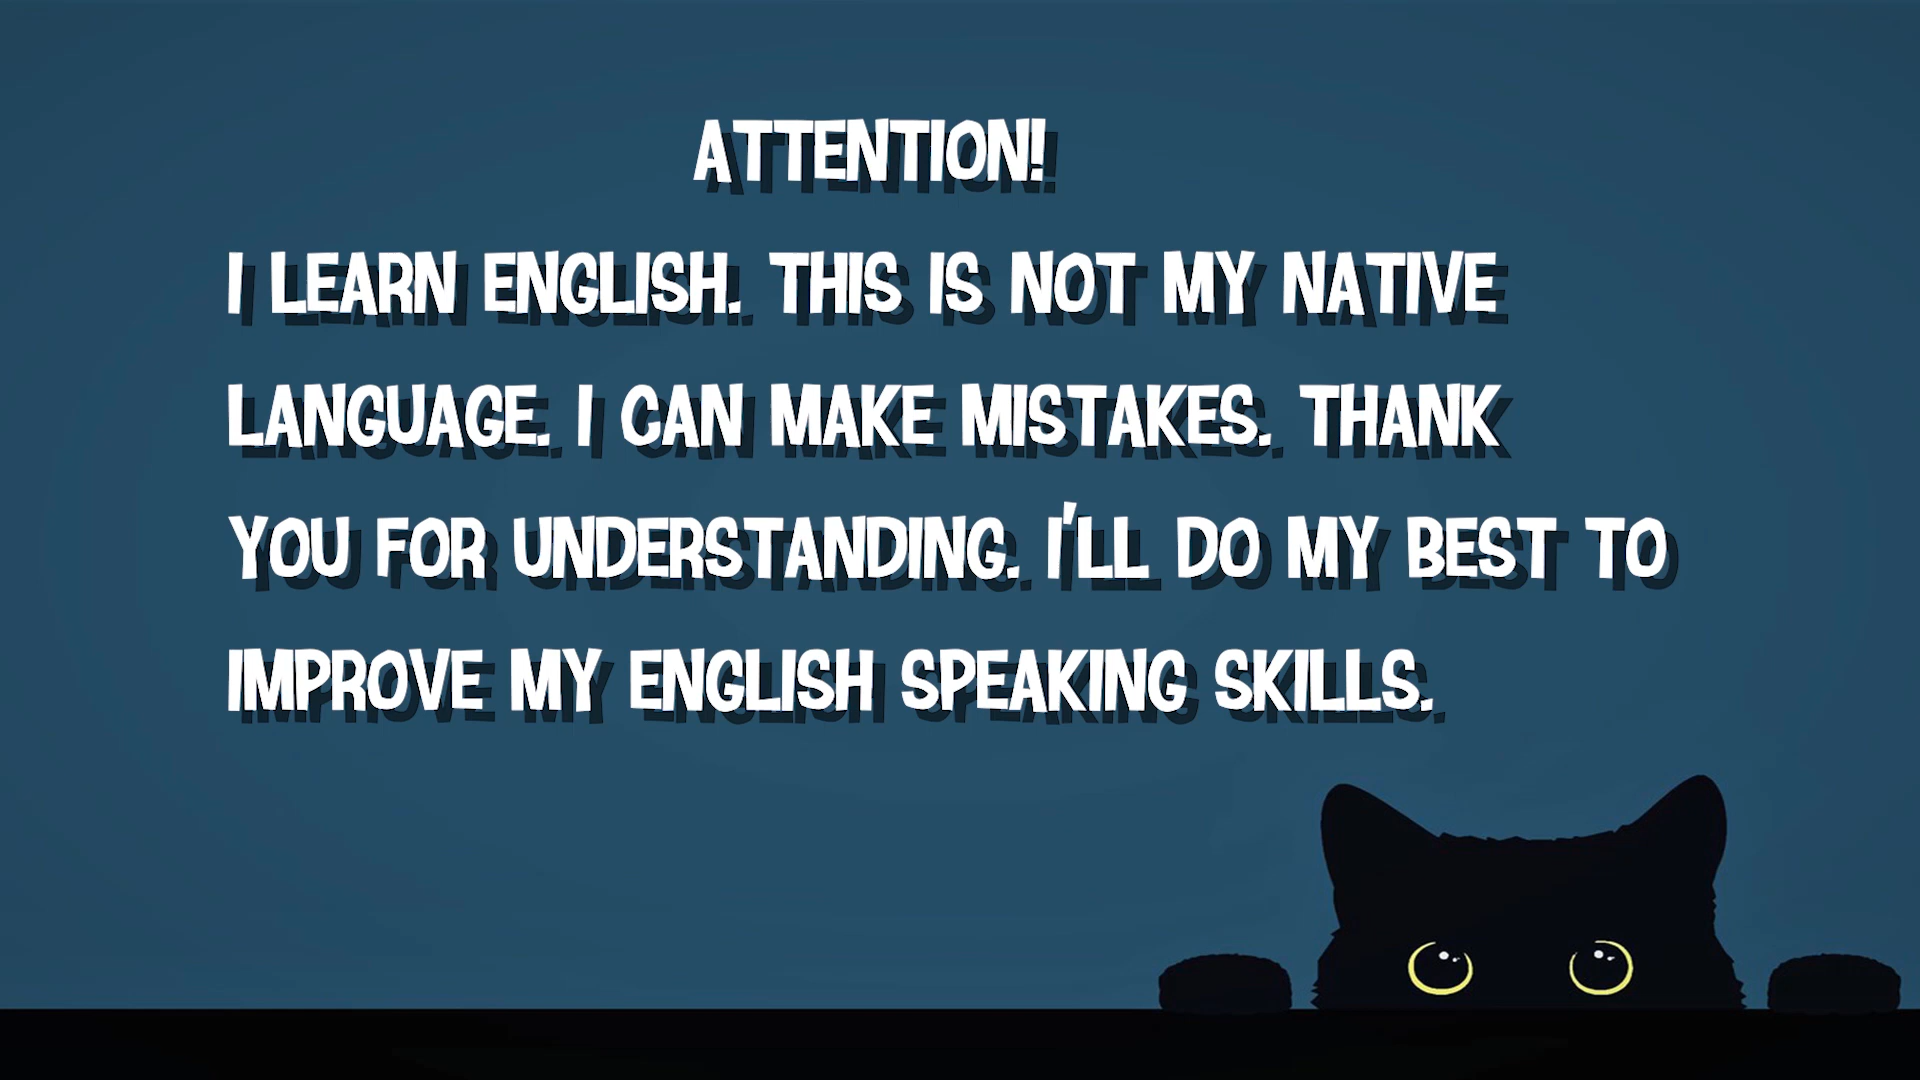 ATTENTION!
I LEARN ENGLISH. THIS IS NOT MY NATIVE
LANGUAGE. I CAN MAKE MISTAKES. THANK
YOU FOR UNDERSTANDING. I'LL DO MY BEST TO
IMPROVE MY ENGLISH SPEAKING SKILLS.